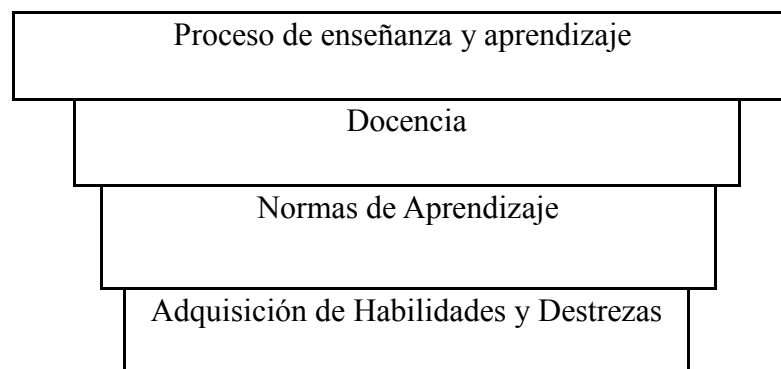 Proceso de enseñanza y aprendizaje
Docencia
Normas de Aprendizaje
Adquisición de Habilidades y Destrezas